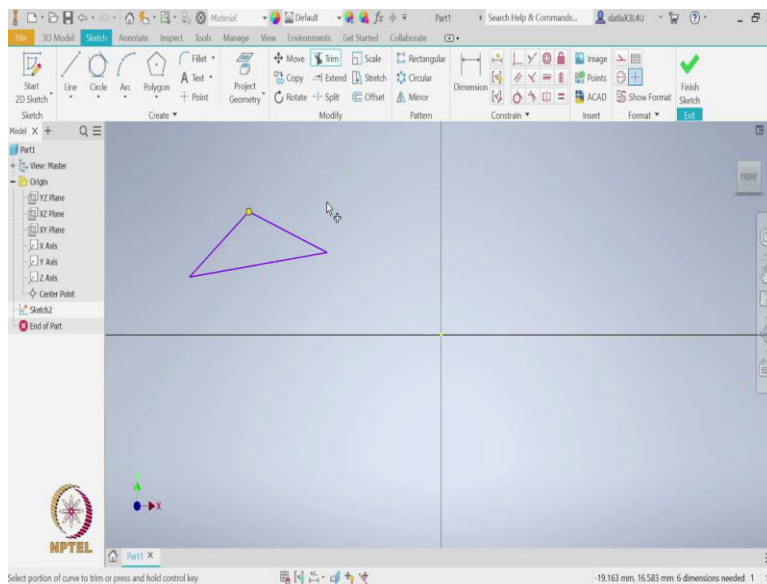 Material Default fx Part1 Search Help & Commands... datlaX3L4U
File 3D Model Sketch Annotate Inspect Tools Manage View Environments Get Started Collaborate
Start 2D Sketch Line Circle Arc Polygon Fillet Text Point Project Geometry Move Copy Rotate Trim Extend Split Scale Stretch Offset Rectangular Circular Mirror Dimension Image Points ACAD Show Format Finish Sketch
Sketch Create Modify Pattern Constrain Insert Format Exit
Model X +
Part1
View: Master
Origin
YZ Plane
XZ Plane
XY Plane
X Axis
Y Axis
Z Axis
Center Point
Sketch2
End of Part
FRONT
X
NPTEL
Part1 X
Select portion of curve to trim or press and hold control key -19.163 mm, 16.583 mm 6 dimensions needed 1